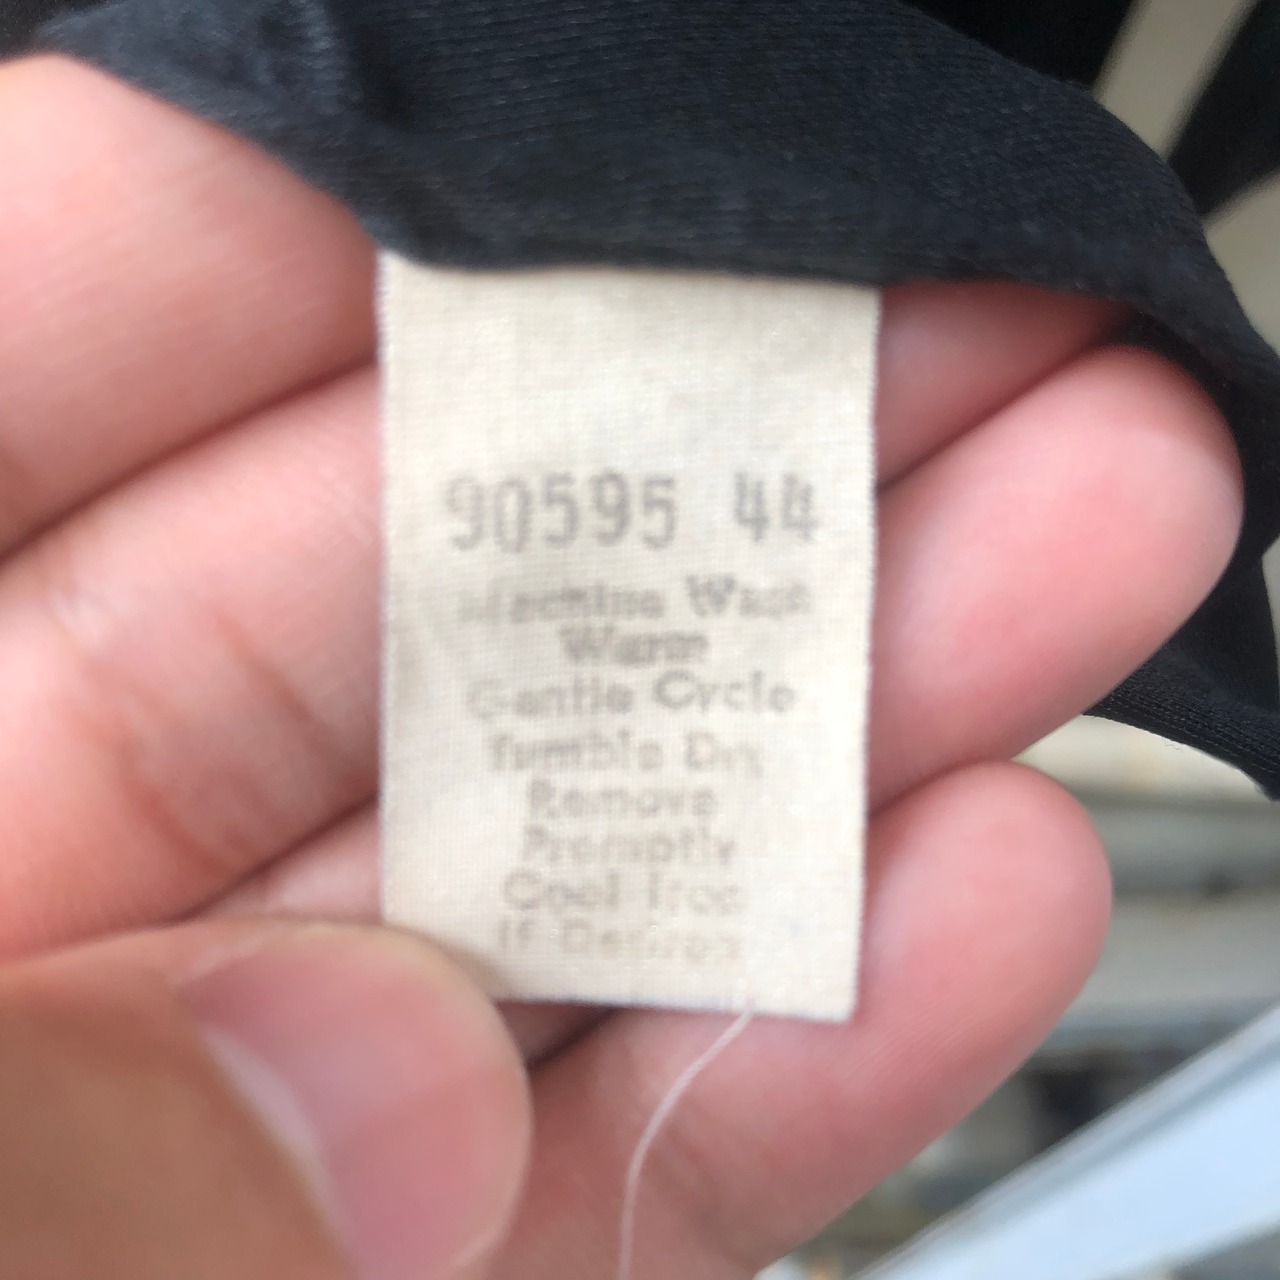 90595 44
Machine Wash
Warm
Gentle Cycle
Tumble Dry
Remove
Promptly
Cool Iron
If Desired